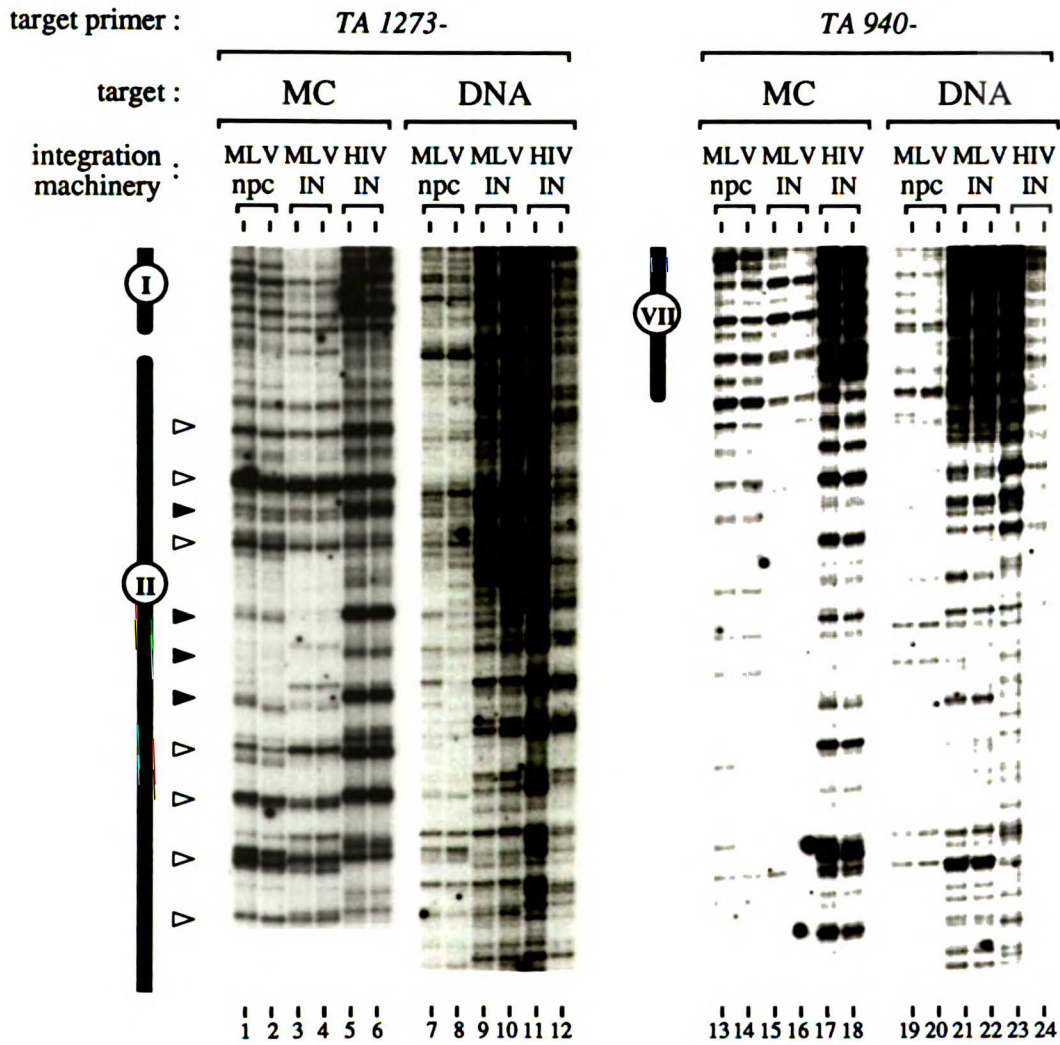 target primer : TA 1273- TA 940-
target : MC DNA MC DNA
integration machinery : MLV MLV HIV MLV MLV HIV MLV MLV HIV MLV MLV HIV
npc IN IN npc IN IN npc IN IN npc IN IN
I
VII
II
1 2 3 4 5 6 7 8 9 10 11 12 13 14 15 16 17 18 19 20 21 22 23 24